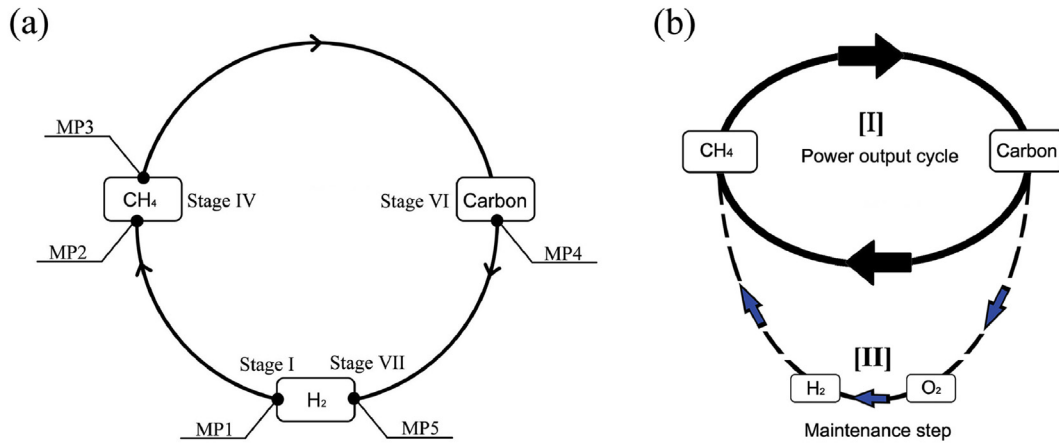 (a)
MP3
CH₄
Stage IV
MP2
Stage VI
Carbon
MP4
Stage I
Stage VII
H₂
MP1
MP5
(b)
[I]
CH₄
Power output cycle
Carbon
[II]
H₂
O₂
Maintenance step